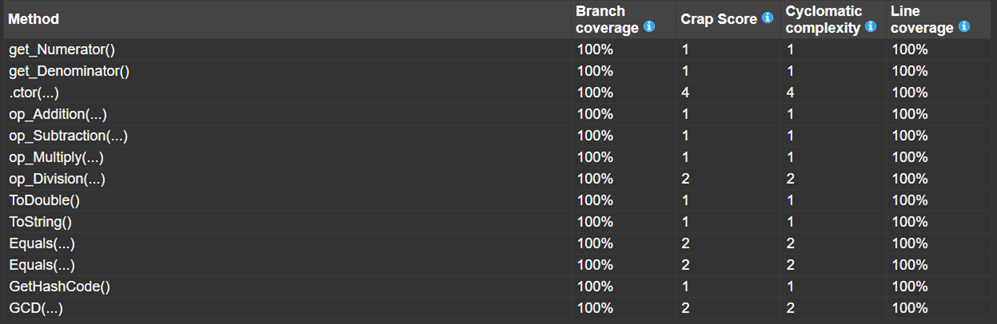 Method Branch coverage Crap Score Cyclomatic complexity Line coverage
get_Numerator() 100% 1 1 100%
get_Denominator() 100% 1 1 100%
.ctor(...) 100% 4 4 100%
op_Addition(...) 100% 1 1 100%
op_Subtraction(...) 100% 1 1 100%
op_Multiply(...) 100% 1 1 100%
op_Division(...) 100% 2 2 100%
ToDouble() 100% 1 1 100%
ToString() 100% 1 1 100%
Equals(...) 100% 2 2 100%
Equals(...) 100% 2 2 100%
GetHashCode() 100% 1 1 100%
GCD(...) 100% 2 2 100%